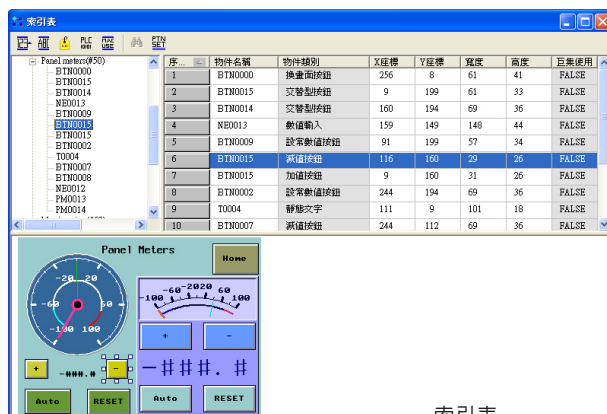 索引表
序... 物件名稱 物件類別 X座標 Y座標 寬度 高度 巨集使用
1 BTN0000 換畫面按鈕 256 8 61 41 FALSE
2 BTN0015 交替型按鈕 9 199 61 33 FALSE
3 BTN0014 交替型按鈕 160 194 69 36 FALSE
4 NE0013 數值輸入 159 149 148 44 FALSE
5 BTN0009 設常數值按鈕 91 199 57 34 FALSE
6 BTN0015 減值按鈕 116 160 29 26 FALSE
7 BTN0015 加值按鈕 9 160 31 26 FALSE
8 BTN0002 設常數值按鈕 244 194 69 36 FALSE
9 T0004 靜態文字 111 9 101 18 FALSE
10 BTN0007 減值按鈕 244 112 69 36 FALSE
Panel meters(#50)
BTN0000
BTN0015
BTN0014
NE0013
BTN0009
BTN0015
BTN0015
BTN0002
T0004
BTN0007
BTN0008
NE0012
PM0013
PM0014
Panel Meters
Home
-20 20
-60 60
-100 100
-60 -20 20 60
-100 100
+ -
+ -###.# -
-###. #
Auto RESET
Auto RESET
索引表